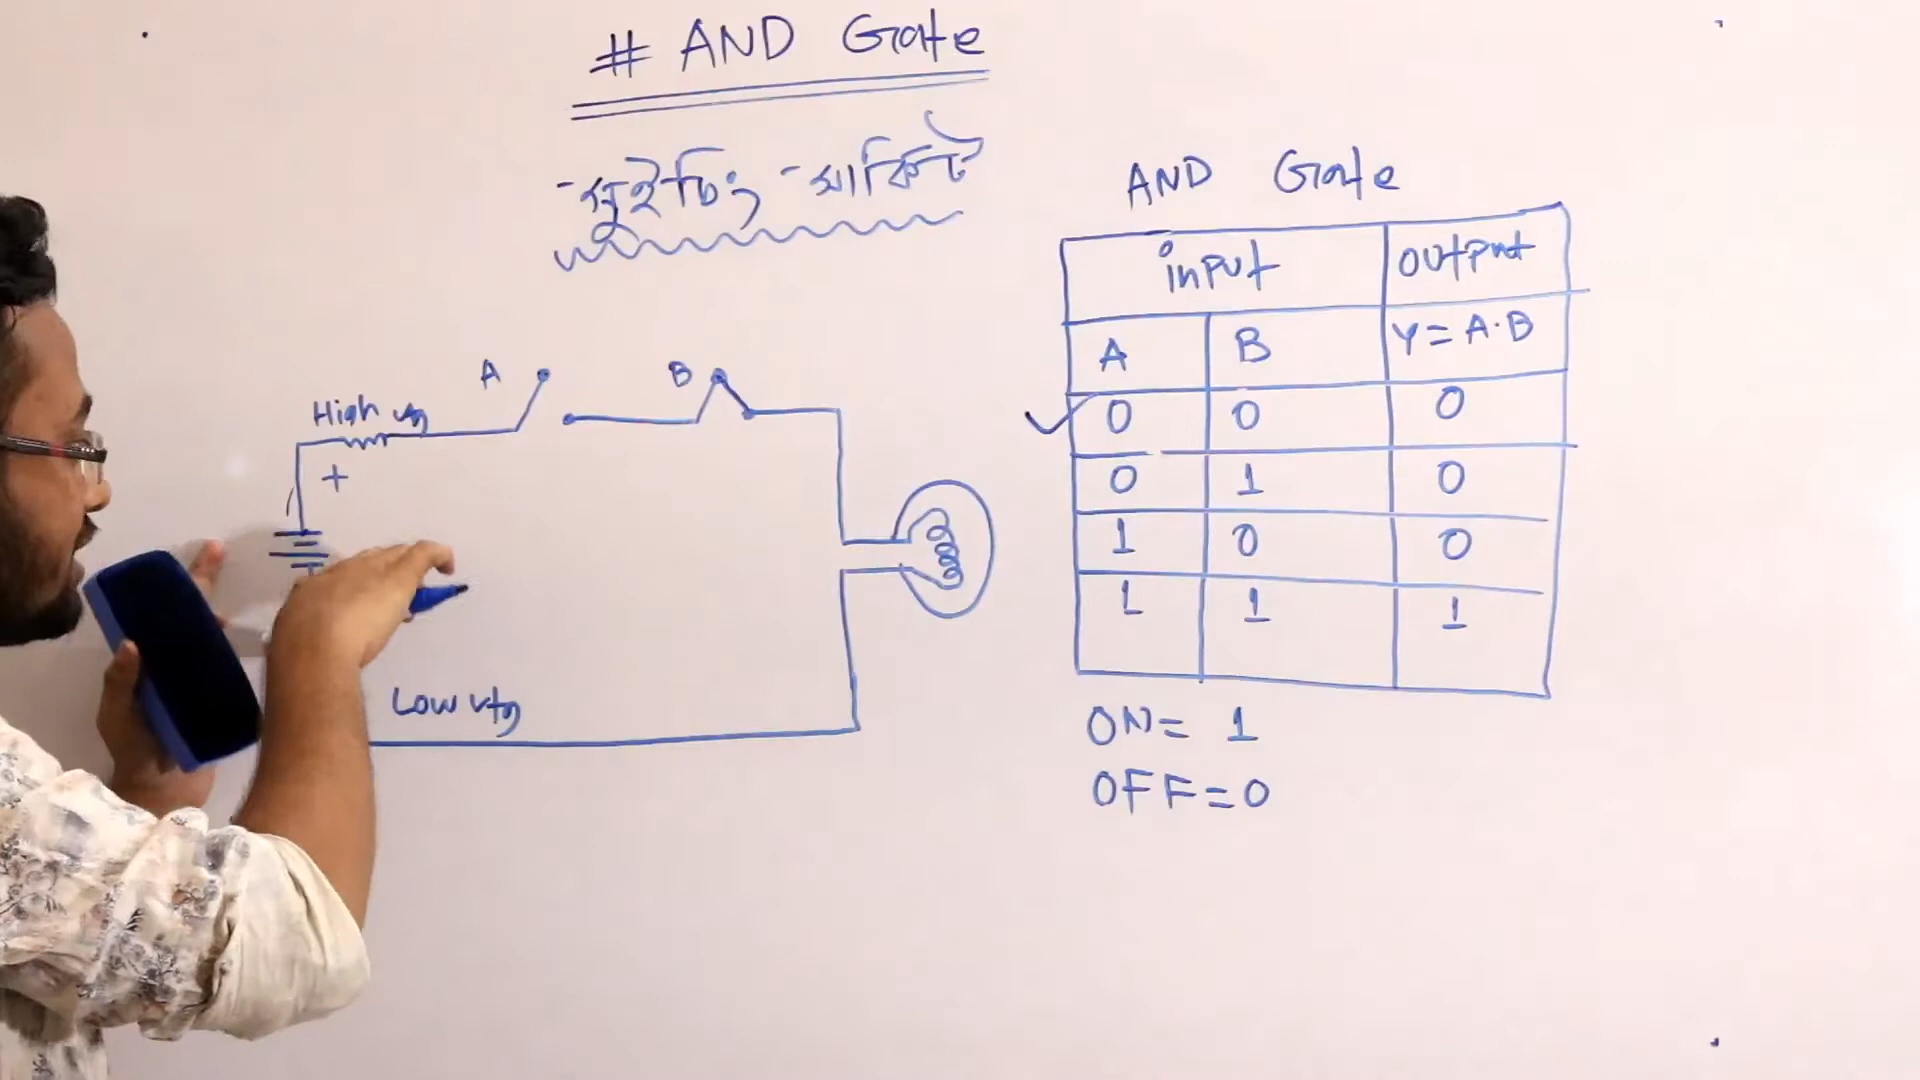 # AND Gate
সুইচিং সার্কিট
AND Gate
input output
A B Y = A·B
0 0 0
0 1 0
1 0 0
1 1 1
ON = 1
OFF = 0
A B
High vtg
+
Low vtg